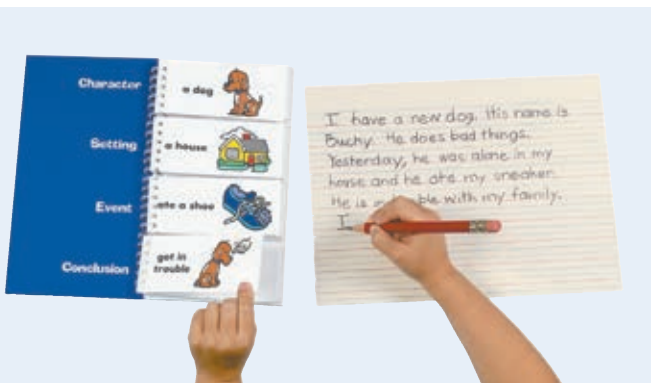 Character
a dog
Setting
a house
Event
ate a shoe
Conclusion
get in
trouble
I have a new dog. His name is
Buchy. He does bad things.
Yesterday, he was alone in my
house and he ate my sneaker.
He is in with my family.
I